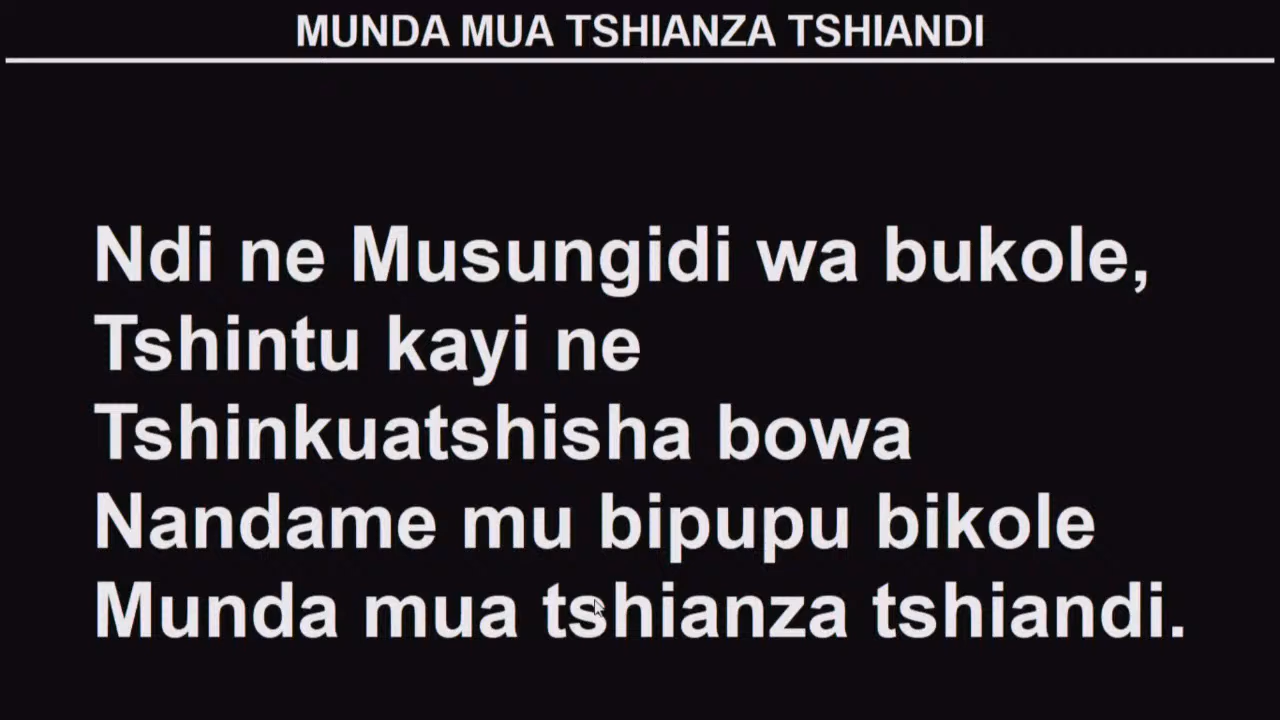 MUNDA MUA TSHIANZA TSHIANDI
Ndi ne Musungidi wa bukole,
Tshintu kayi ne
Tshinkuatshisha bowa
Nandame mu bipupu bikole
Munda mua tshianza tshiandi.